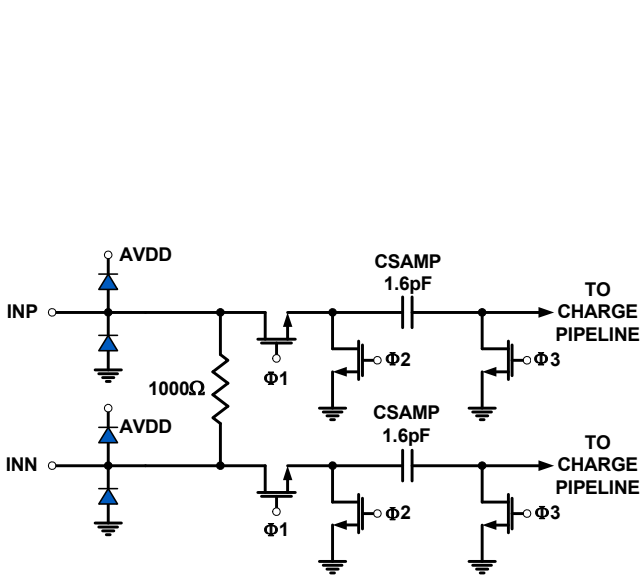 AVDD
CSAMP
1.6pF
INP
TO
CHARGE
PIPELINE
Φ1
Φ2
Φ3
1000Ω
AVDD
CSAMP
1.6pF
INN
TO
CHARGE
PIPELINE
Φ1
Φ2
Φ3